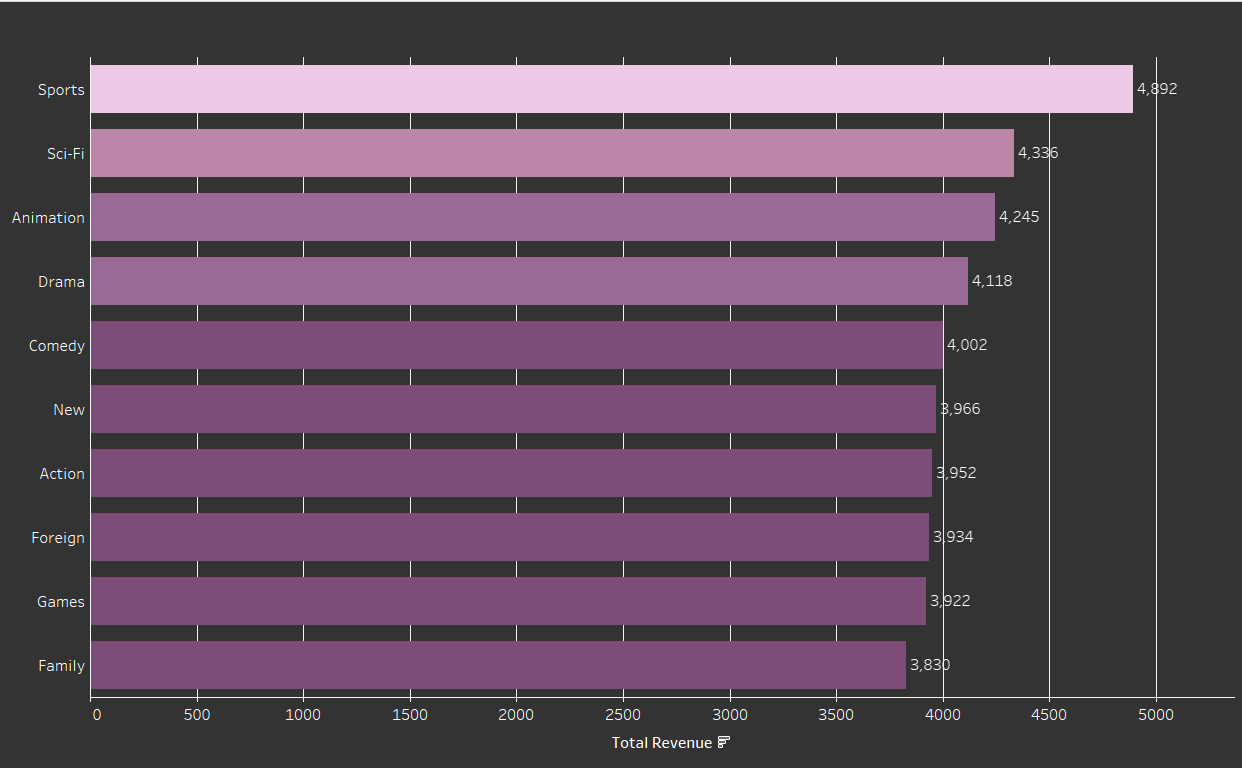 Sports 4,892
Sci-Fi 4,336
Animation 4,245
Drama 4,118
Comedy 4,002
New 3,966
Action 3,952
Foreign 3,934
Games 3,922
Family 3,830
0 500 1000 1500 2000 2500 3000 3500 4000 4500 5000
Total Revenue